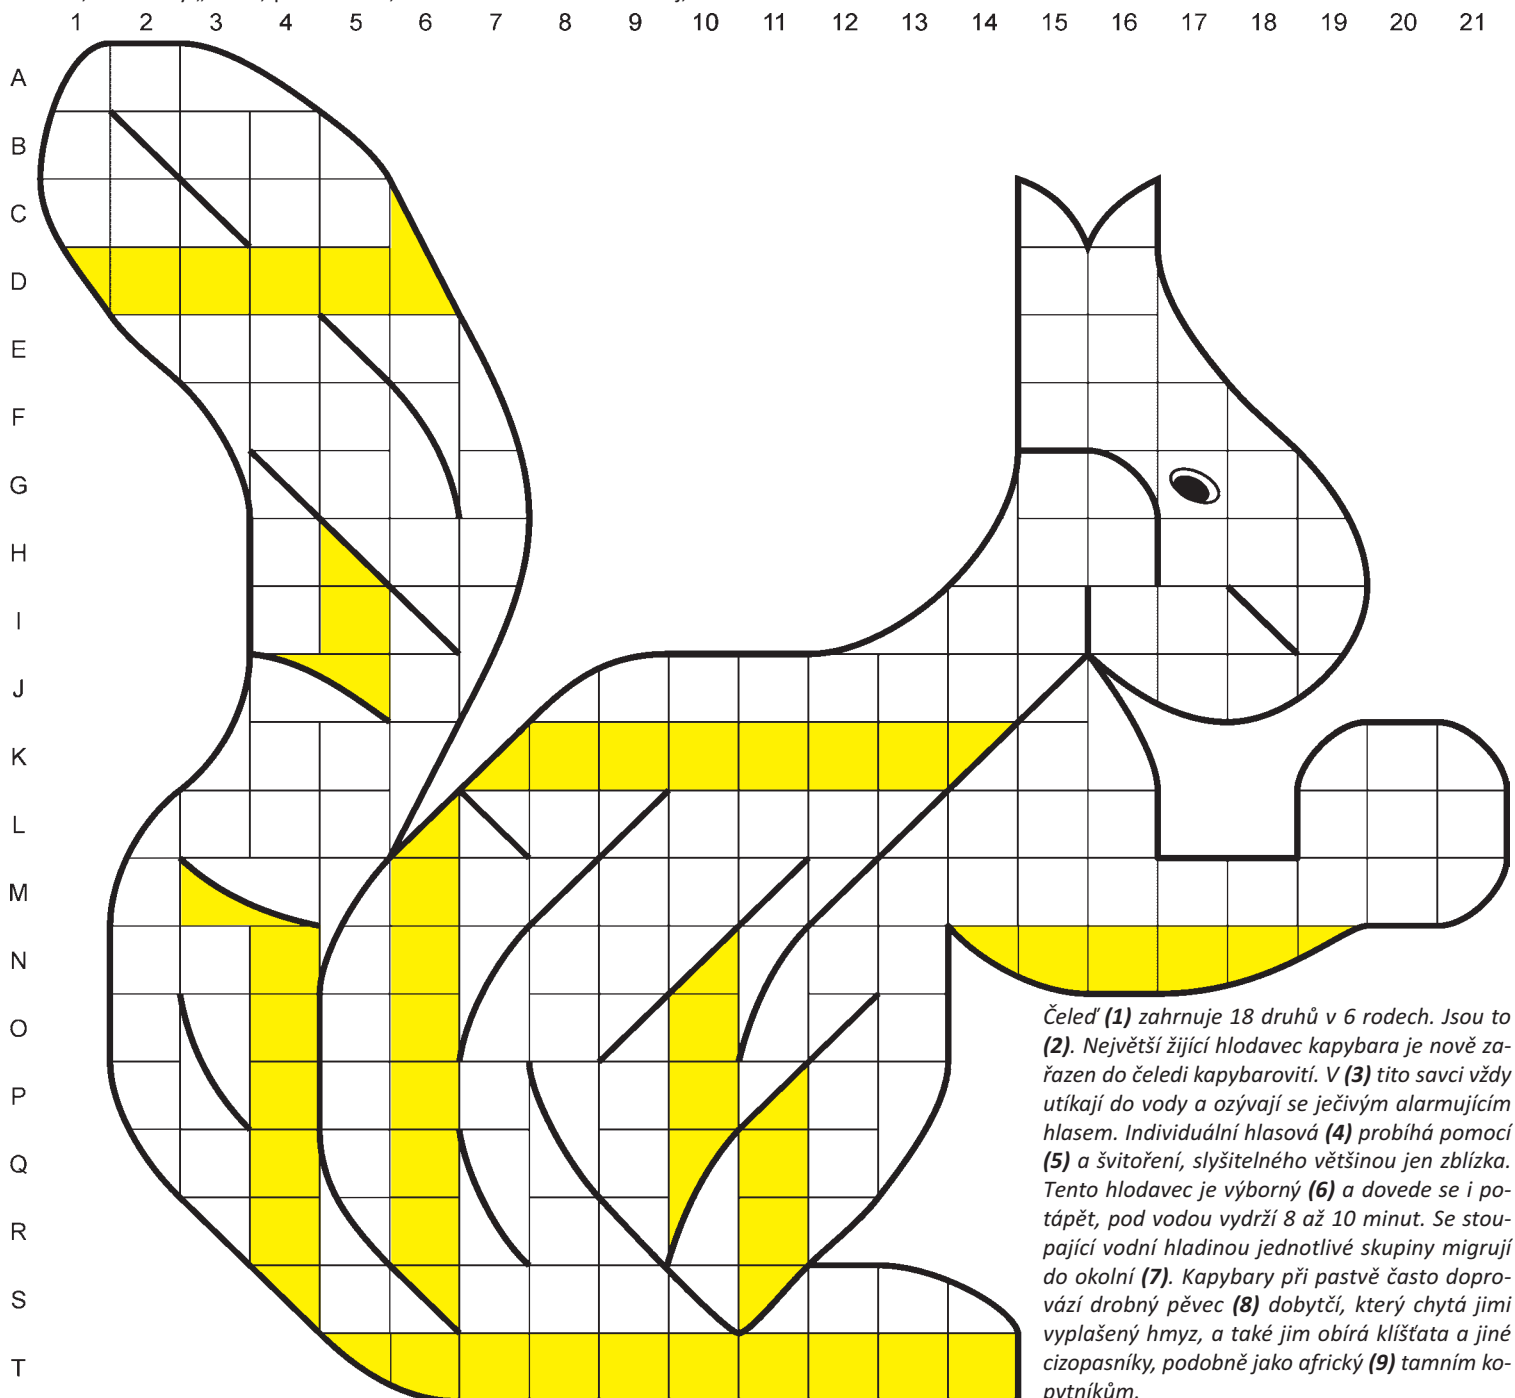 1 2 3 4 5 6 7 8 9 10 11 12 13 14 15 16 17 18 19 20 21
A
B
C
D
E
F
G
H
I
J
K
L
M
N
O
P
Q
R
S
T
Čeleď (1) zahrnuje 18 druhů v 6 rodech. Jsou to
(2). Největší žijící hlodavec kapybara je nově za-
řazen do čeledi kapybarovití. V (3) tito savci vždy
utíkají do vody a ozývají se ječivým alarmujícím
hlasem. Individuální hlasová (4) probíhá pomocí
(5) a švitoření, slyšitelného většinou jen zblízka.
Tento hlodavec je výborný (6) a dovede se i po-
tápět, pod vodou vydrží 8 až 10 minut. Se stou-
pající vodní hladinou jednotlivé skupiny migrují
do okolní (7). Kapybary při pastvě často dopro-
vází drobný pěvec (8) dobytčí, který chytá jimi
vyplašený hmyz, a také jim obírá klíšťata a jiné
cizopasníky, podobně jako africký (9) tamním ko-
pytníkům.